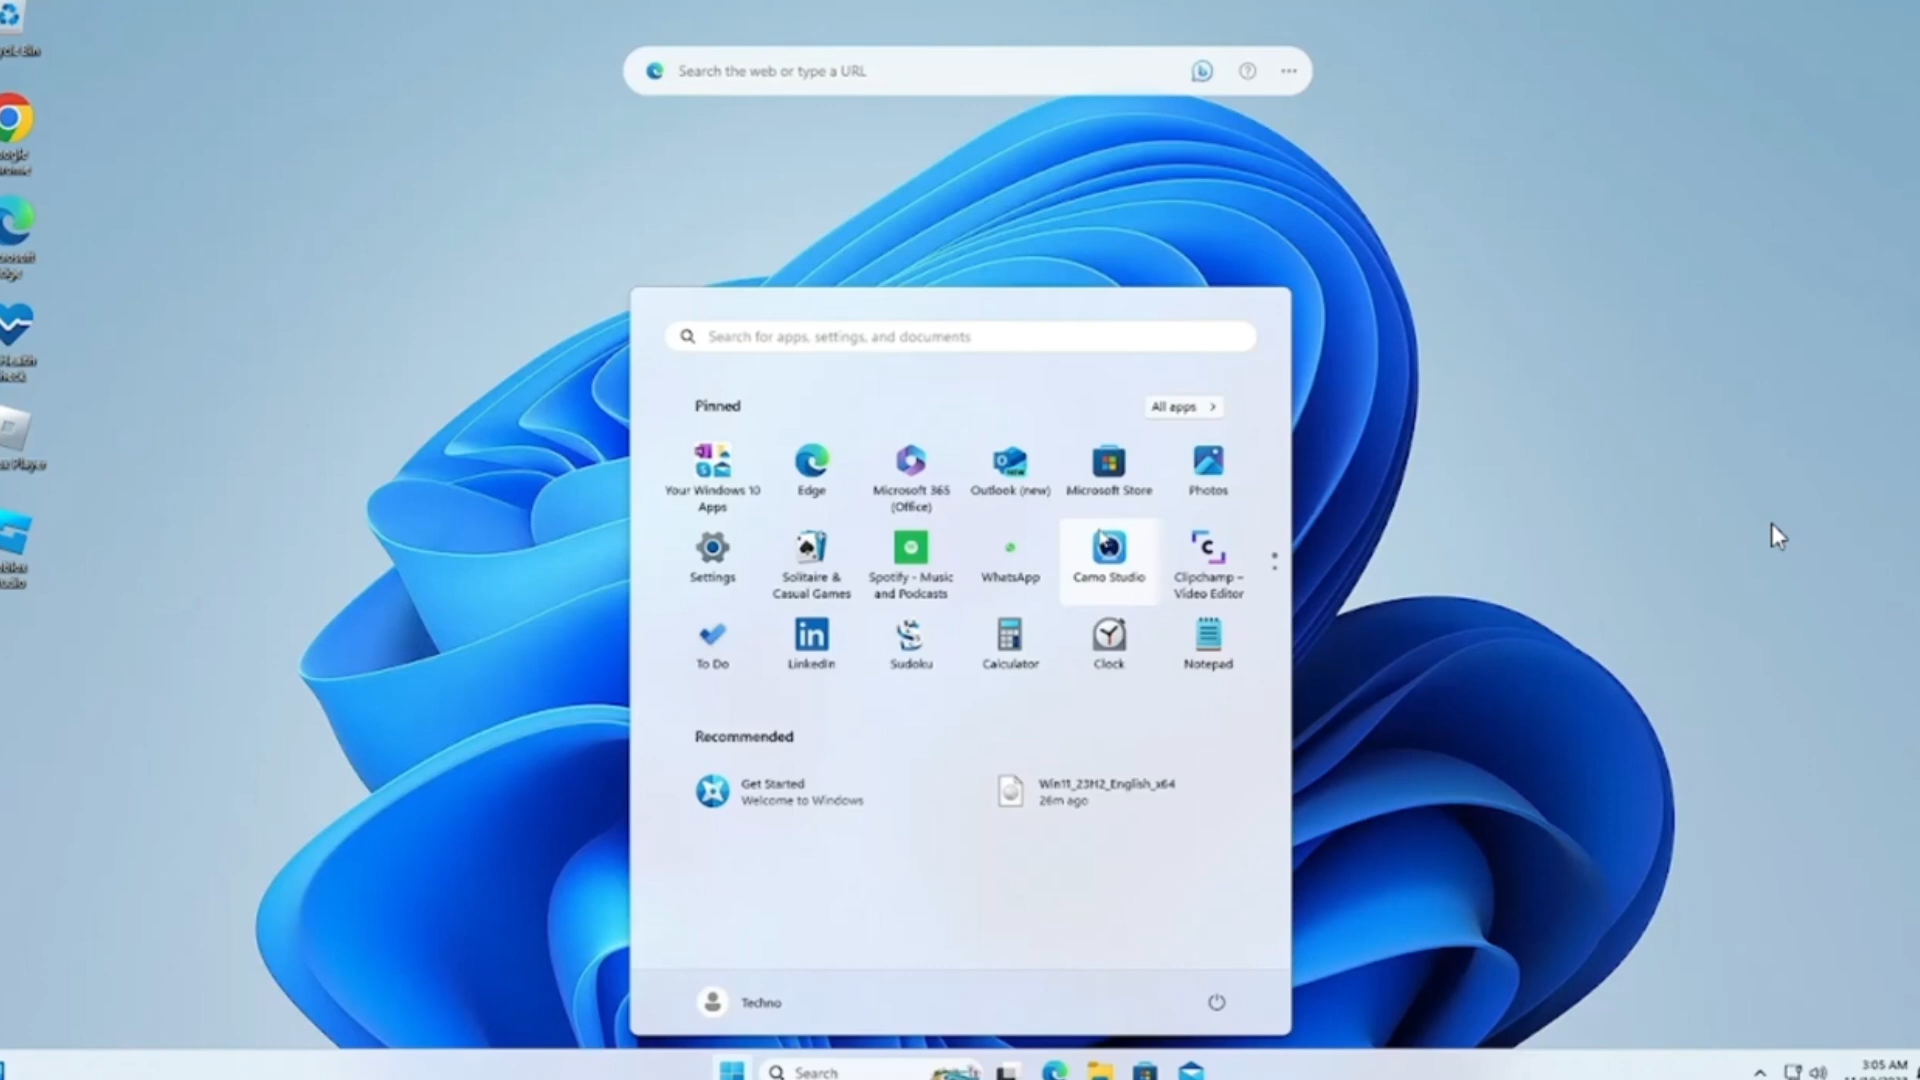 Search the web or type a URL
Search for apps, settings, and documents
Pinned
All apps
Your Windows 10
Apps
Edge
Microsoft 365
(Office)
Outlook (new)
Microsoft Store
Photos
Settings
Solitaire &
Casual Games
Spotify - Music
and Podcasts
WhatsApp
Camo Studio
Clipchamp –
Video Editor
To Do
LinkedIn
Sudoku
Calculator
Clock
Notepad
Recommended
Get Started
Welcome to Windows
Win11_23H2_English_x64
26m ago
Techno
Search
3:05 AM
Bin
Player